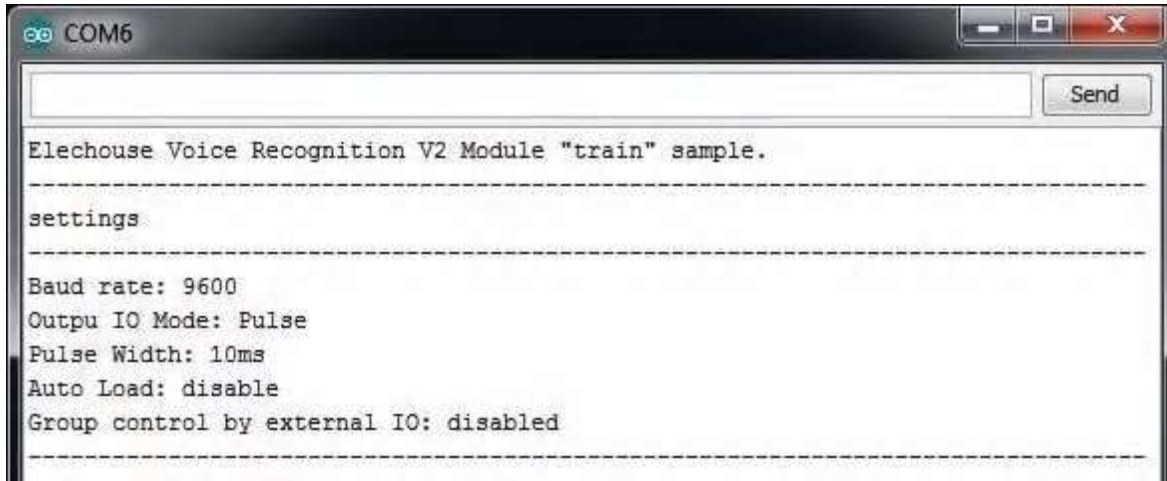 COM6
Send
Elechouse Voice Recognition V2 Module "train" sample.
--------------------------------------------------------------------------------
settings
--------------------------------------------------------------------------------
Baud rate: 9600
Outpu IO Mode: Pulse
Pulse Width: 10ms
Auto Load: disable
Group control by external IO: disabled
--------------------------------------------------------------------------------